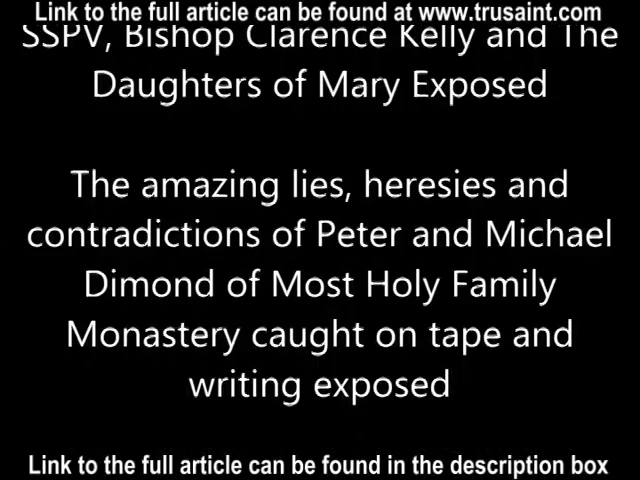 Link to the full article can be found at www.trusaint.com
SSPV, Bishop Clarence Kelly and The
Daughters of Mary Exposed
The amazing lies, heresies and
contradictions of Peter and Michael
Dimond of Most Holy Family
Monastery caught on tape and
writing exposed
Link to the full article can be found in the description box